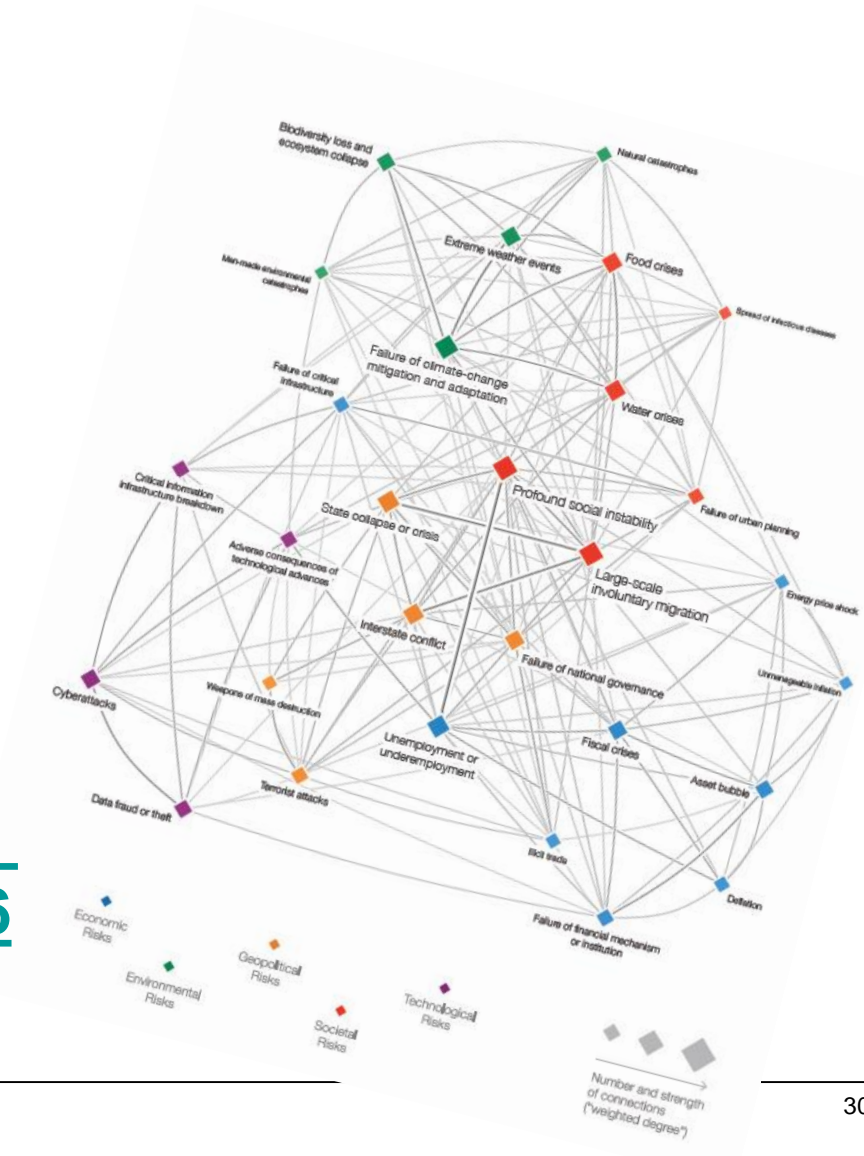 Biodiversity loss and
ecosystem collapse
Natural catastrophes
Extreme weather events
Food crises
Man-made environmental
catastrophes
Spread of infectious diseases
Failure of climate-change
mitigation and adaptation
Failure of critical
infrastructure
Water crises
Critical information
infrastructure breakdown
Profound social instability
State collapse or crisis
Failure of urban planning
Adverse consequences of
technological advances
Large-scale
involuntary migration
Energy price shock
Interstate conflict
Failure of national governance
Unmanageable inflation
Cyberattacks
Weapons of mass destruction
Unemployment or
underemployment
Fiscal crises
Asset bubble
Terrorist attacks
Data fraud or theft
Illicit trade
Deflation
Failure of financial mechanism
or institution
6
Economic
Risks
Environmental
Risks
Geopolitical
Risks
Societal
Risks
Technological
Risks
Number and strength
of connections
("weighted degree")
30